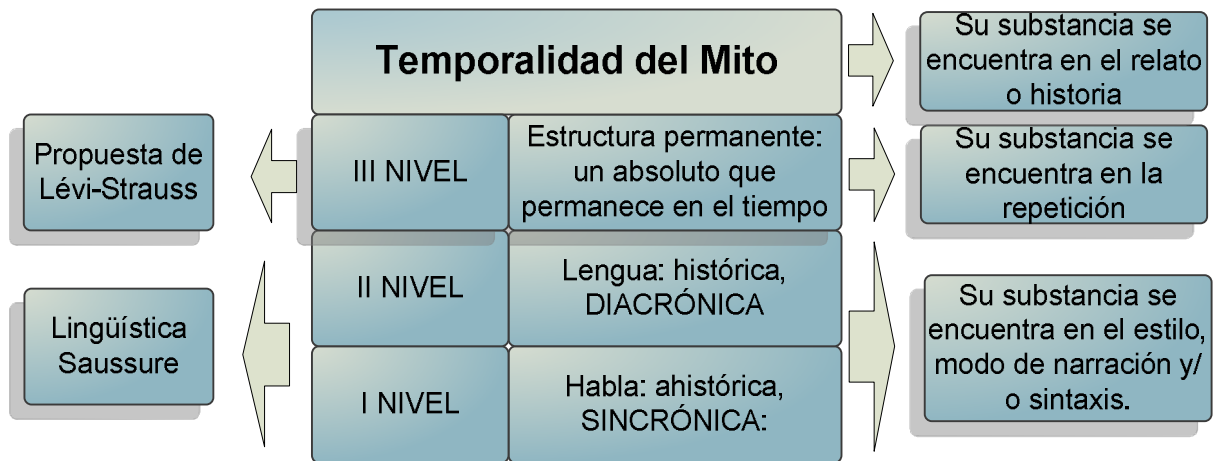 Temporalidad del Mito
Su substancia se
encuentra en el relato
o historia
Propuesta de
Lévi-Strauss
III NIVEL
Estructura permanente:
un absoluto que
permanece en el tiempo
Su substancia se
encuentra en la
repetición
Lingüística
Saussure
II NIVEL
Lengua: histórica,
DIACRÓNICA
I NIVEL
Habla: ahistórica,
SINCRÓNICA:
Su substancia se
encuentra en el estilo,
modo de narración y/
o sintaxis.